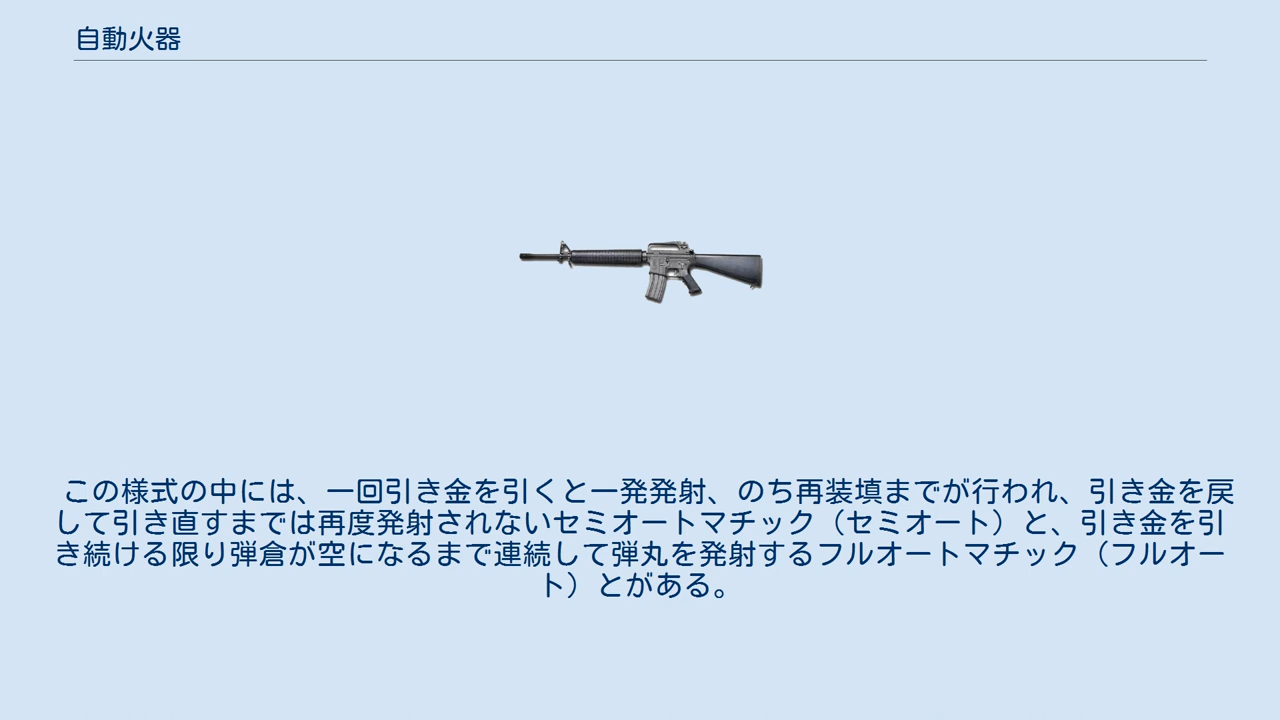 自動火器
この様式の中には、一回引き金を引くと一発発射、のち再装填までが行われ、引き金を戻
して引き直すまでは再度発射されないセミオートマチック（セミオート）と、引き金を引
き続ける限り弾倉が空になるまで連続して弾丸を発射するフルオートマチック（フルオー
ト）とがある。